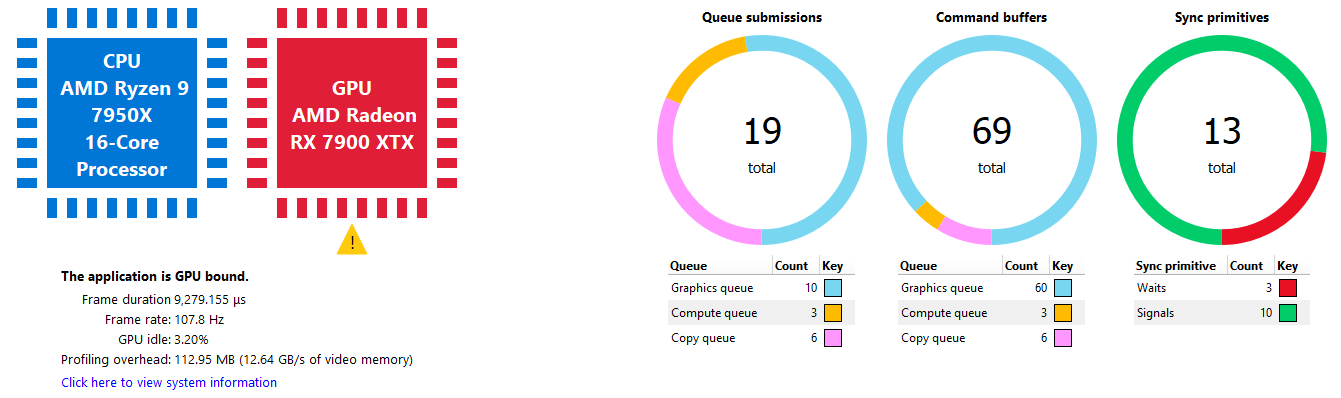 CPU
AMD Ryzen 9
7950X
16-Core
Processor
GPU
AMD Radeon
RX 7900 XTX
!
The application is GPU bound.
Frame duration 9,279.155 µs
Frame rate: 107.8 Hz
GPU idle: 3.20%
Profiling overhead: 112.95 MB (12.64 GB/s of video memory)
Click here to view system information
Queue submissions
19
total
Queue Count Key
Graphics queue 10
Compute queue 3
Copy queue 6
Command buffers
69
total
Queue Count Key
Graphics queue 60
Compute queue 3
Copy queue 6
Sync primitives
13
total
Sync primitive Count Key
Waits 3
Signals 10